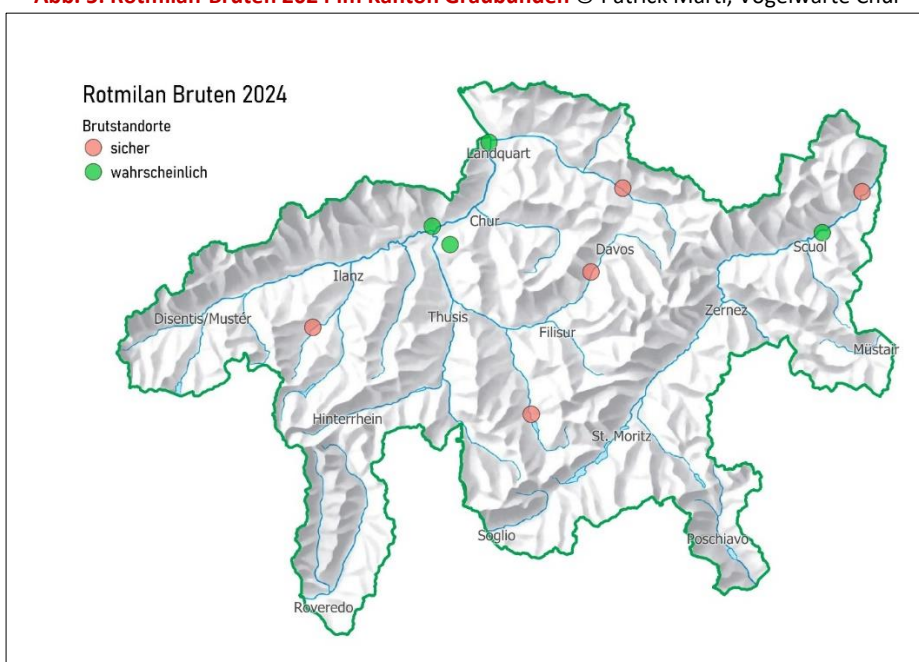 Abb. 3: Rotmilan-Bruten 2024 im Kanton Graubünden © Patrick Marti, Vogelwarte Chur
Rotmilan Bruten 2024
Brutstandorte
sicher
wahrscheinlich
Landquart
Chur
Davos
Scuol
Ilanz
Disentis/Mustér
Thusis
Filisur
Zernez
Müstair
Hinterrhein
St. Moritz
Soglio
Poschiavo
Roveredo